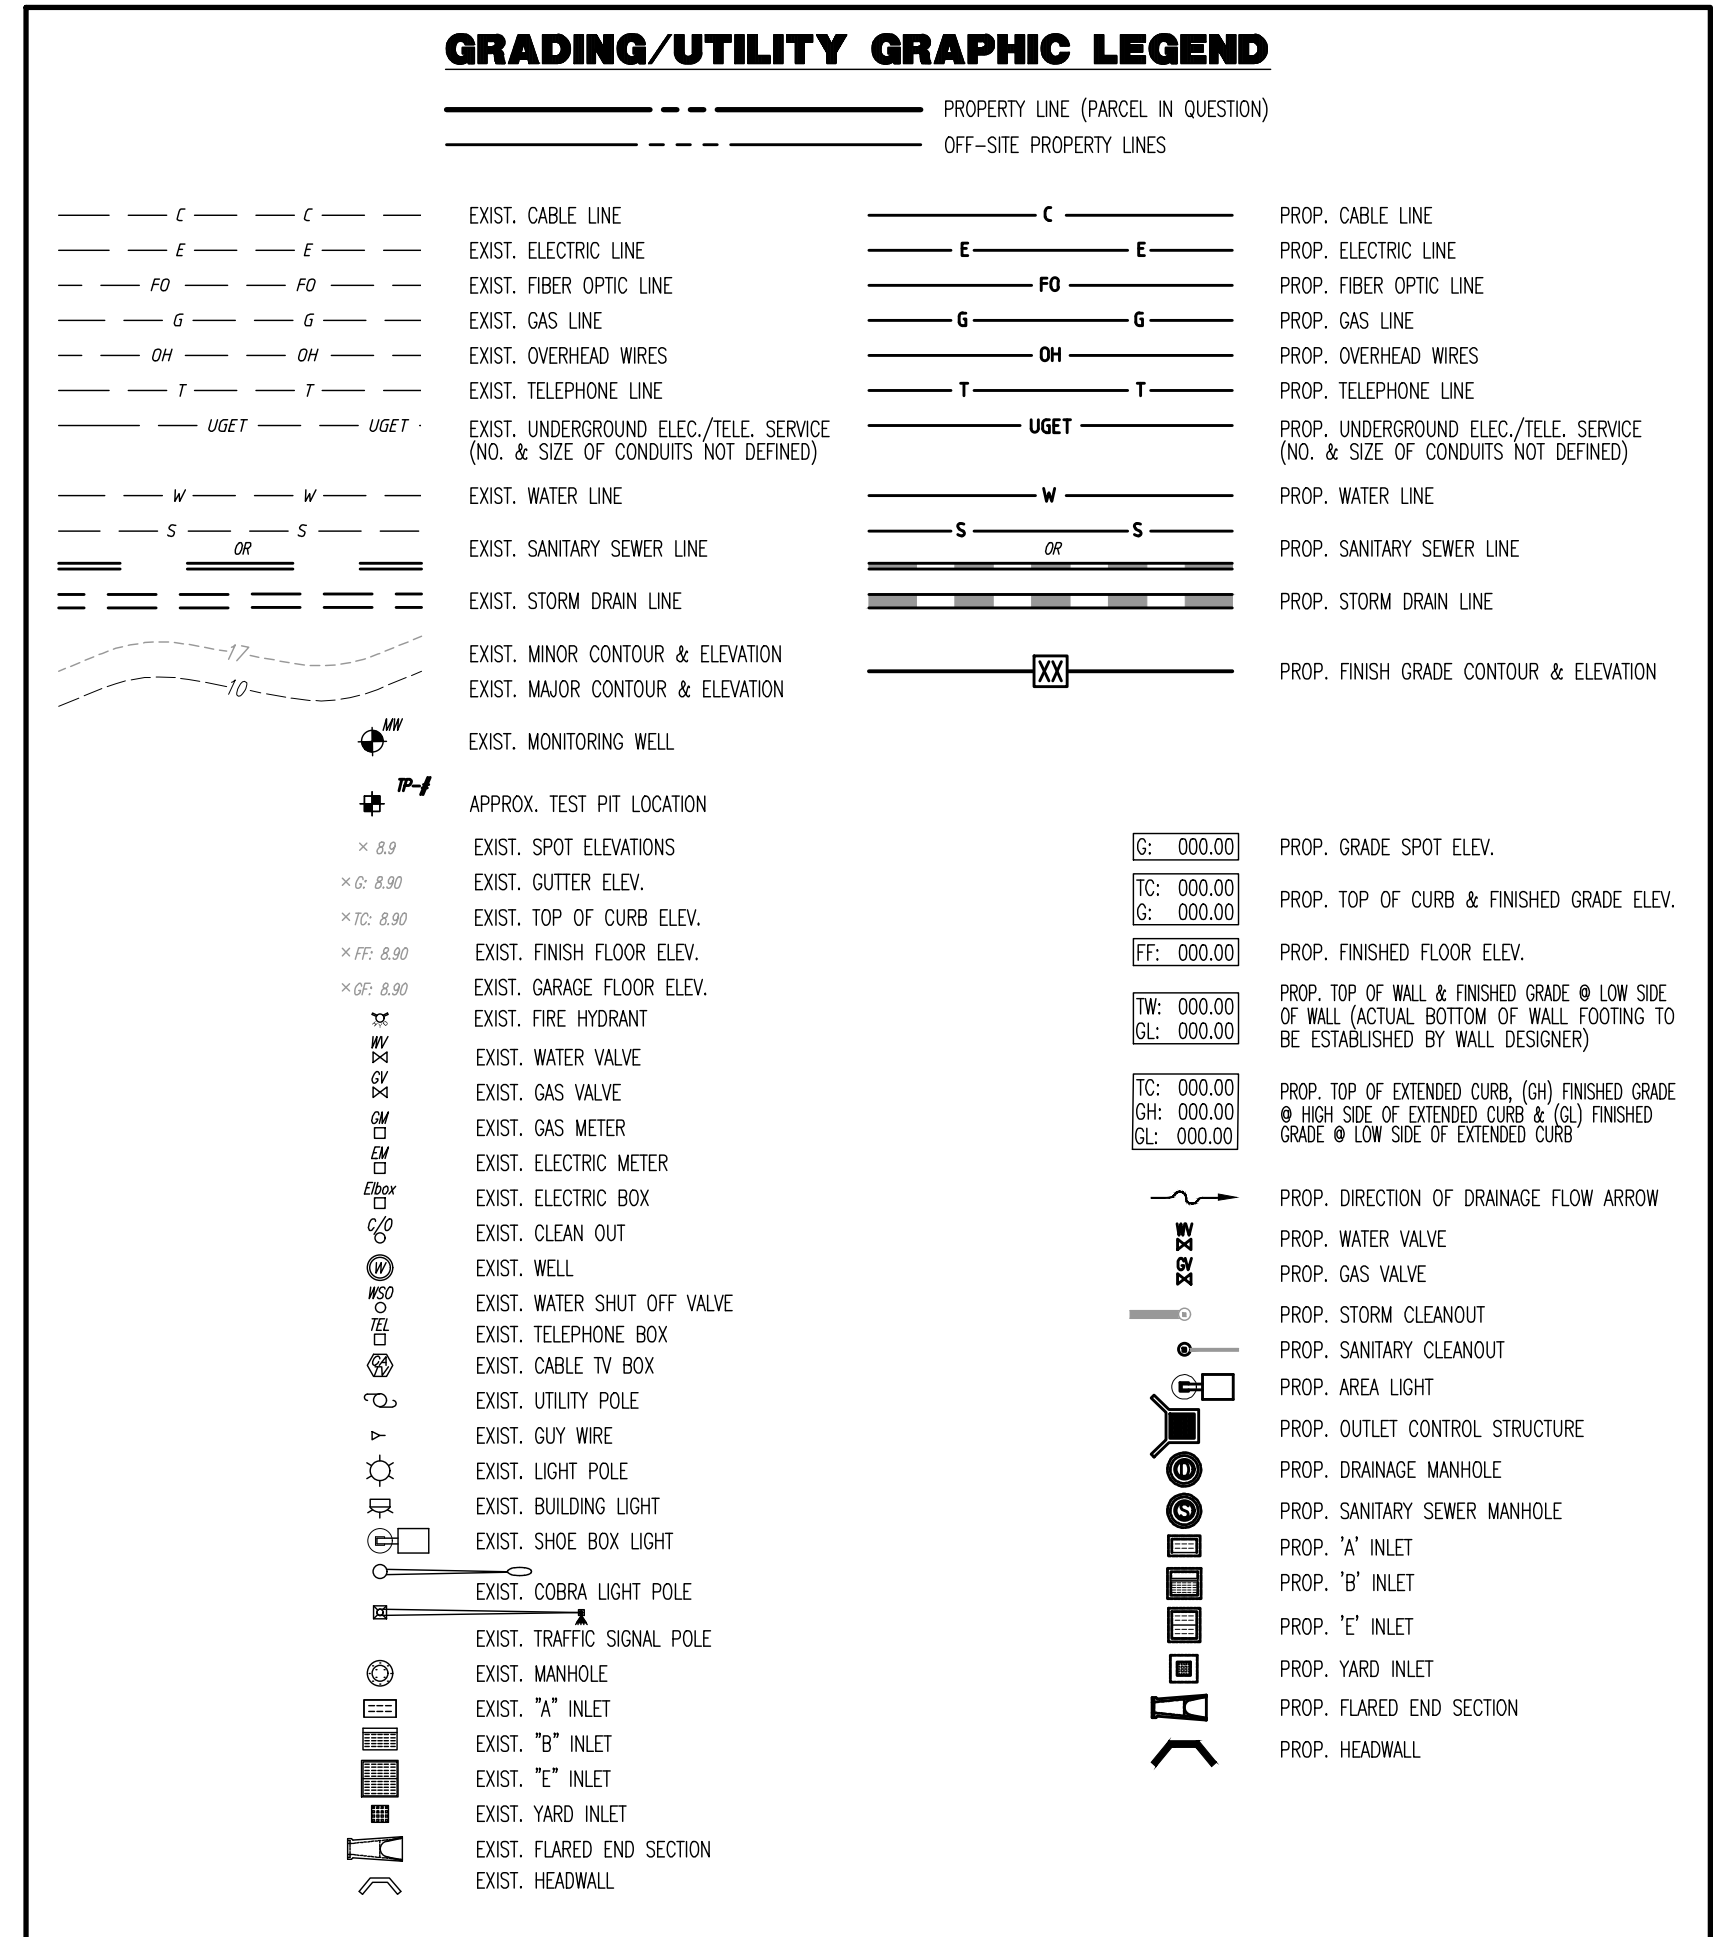 GRADING/UTILITY GRAPHIC LEGEND
PROPERTY LINE (PARCEL IN QUESTION)
OFF-SITE PROPERTY LINES
C C EXIST. CABLE LINE
E E EXIST. ELECTRIC LINE
FO FO EXIST. FIBER OPTIC LINE
G G EXIST. GAS LINE
OH OH EXIST. OVERHEAD WIRES
T T EXIST. TELEPHONE LINE
UGET UGET EXIST. UNDERGROUND ELEC./TELE. SERVICE
(NO. & SIZE OF CONDUITS NOT DEFINED)
W W EXIST. WATER LINE
S S
OR
EXIST. SANITARY SEWER LINE
EXIST. STORM DRAIN LINE
17 EXIST. MINOR CONTOUR & ELEVATION
10 EXIST. MAJOR CONTOUR & ELEVATION
MW
EXIST. MONITORING WELL
TP-#
APPROX. TEST PIT LOCATION
× 8.9 EXIST. SPOT ELEVATIONS
× G: 8.90 EXIST. GUTTER ELEV.
× TC: 8.90 EXIST. TOP OF CURB ELEV.
× FF: 8.90 EXIST. FINISH FLOOR ELEV.
× GF: 8.90 EXIST. GARAGE FLOOR ELEV.
EXIST. FIRE HYDRANT
WV
EXIST. WATER VALVE
GV
EXIST. GAS VALVE
GM
EXIST. GAS METER
EM
EXIST. ELECTRIC METER
Elbox
EXIST. ELECTRIC BOX
C/O
EXIST. CLEAN OUT
W EXIST. WELL
WSO
EXIST. WATER SHUT OFF VALVE
TEL
EXIST. TELEPHONE BOX
CA
TV
EXIST. CABLE TV BOX
EXIST. UTILITY POLE
EXIST. GUY WIRE
EXIST. LIGHT POLE
EXIST. BUILDING LIGHT
EXIST. SHOE BOX LIGHT
EXIST. COBRA LIGHT POLE
EXIST. TRAFFIC SIGNAL POLE
EXIST. MANHOLE
EXIST. "A" INLET
EXIST. "B" INLET
EXIST. "E" INLET
EXIST. YARD INLET
EXIST. FLARED END SECTION
EXIST. HEADWALL
C PROP. CABLE LINE
E E PROP. ELECTRIC LINE
FO PROP. FIBER OPTIC LINE
G G PROP. GAS LINE
OH PROP. OVERHEAD WIRES
T T PROP. TELEPHONE LINE
UGET PROP. UNDERGROUND ELEC./TELE. SERVICE
(NO. & SIZE OF CONDUITS NOT DEFINED)
W PROP. WATER LINE
S S
OR
PROP. SANITARY SEWER LINE
PROP. STORM DRAIN LINE
XX PROP. FINISH GRADE CONTOUR & ELEVATION
G: 000.00 PROP. GRADE SPOT ELEV.
TC: 000.00
G: 000.00
PROP. TOP OF CURB & FINISHED GRADE ELEV.
FF: 000.00 PROP. FINISHED FLOOR ELEV.
TW: 000.00
GL: 000.00
PROP. TOP OF WALL & FINISHED GRADE @ LOW SIDE
OF WALL (ACTUAL BOTTOM OF WALL FOOTING TO
BE ESTABLISHED BY WALL DESIGNER)
TC: 000.00
GH: 000.00
GL: 000.00
PROP. TOP OF EXTENDED CURB, (GH) FINISHED GRADE
@ HIGH SIDE OF EXTENDED CURB & (GL) FINISHED
GRADE @ LOW SIDE OF EXTENDED CURB
PROP. DIRECTION OF DRAINAGE FLOW ARROW
WV
PROP. WATER VALVE
GV
PROP. GAS VALVE
PROP. STORM CLEANOUT
PROP. SANITARY CLEANOUT
PROP. AREA LIGHT
PROP. OUTLET CONTROL STRUCTURE
D PROP. DRAINAGE MANHOLE
S PROP. SANITARY SEWER MANHOLE
PROP. 'A' INLET
PROP. 'B' INLET
PROP. 'E' INLET
PROP. YARD INLET
PROP. FLARED END SECTION
PROP. HEADWALL